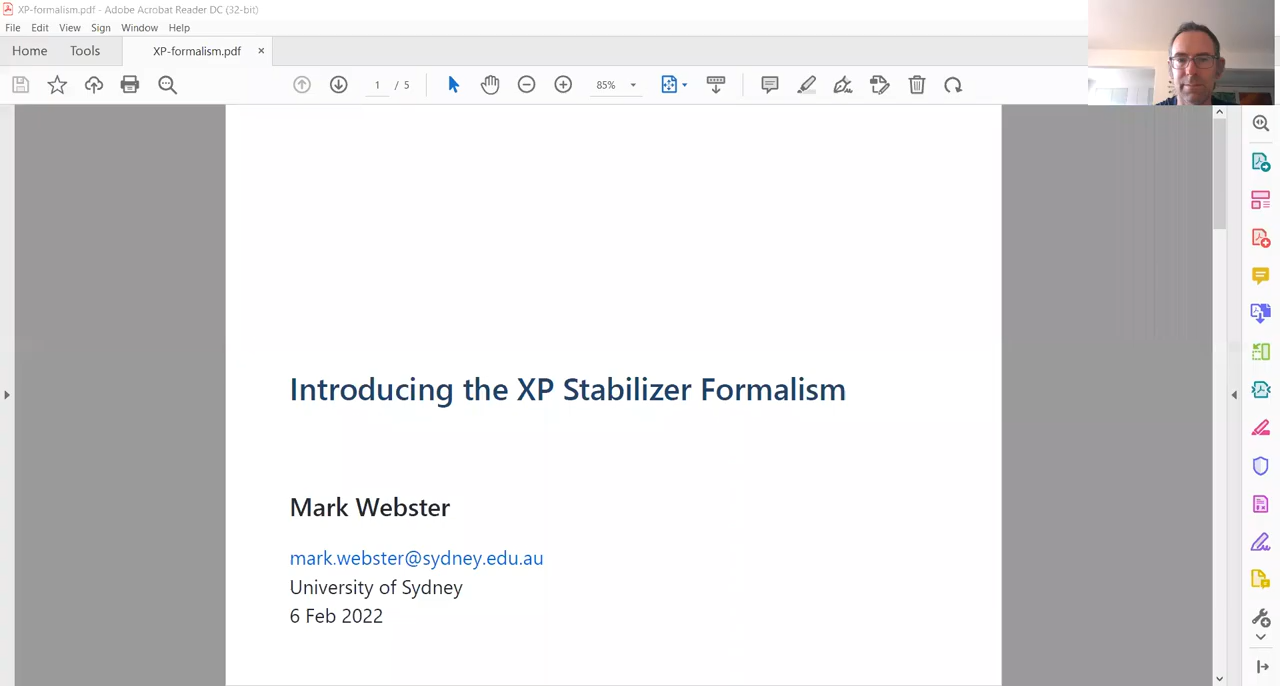 XP-formalism.pdf - Adobe Acrobat Reader DC (32-bit)
File Edit View Sign Window Help
Home Tools XP-formalism.pdf ×
1 / 5 85%
Introducing the XP Stabilizer Formalism
Mark Webster
mark.webster@sydney.edu.au
University of Sydney
6 Feb 2022